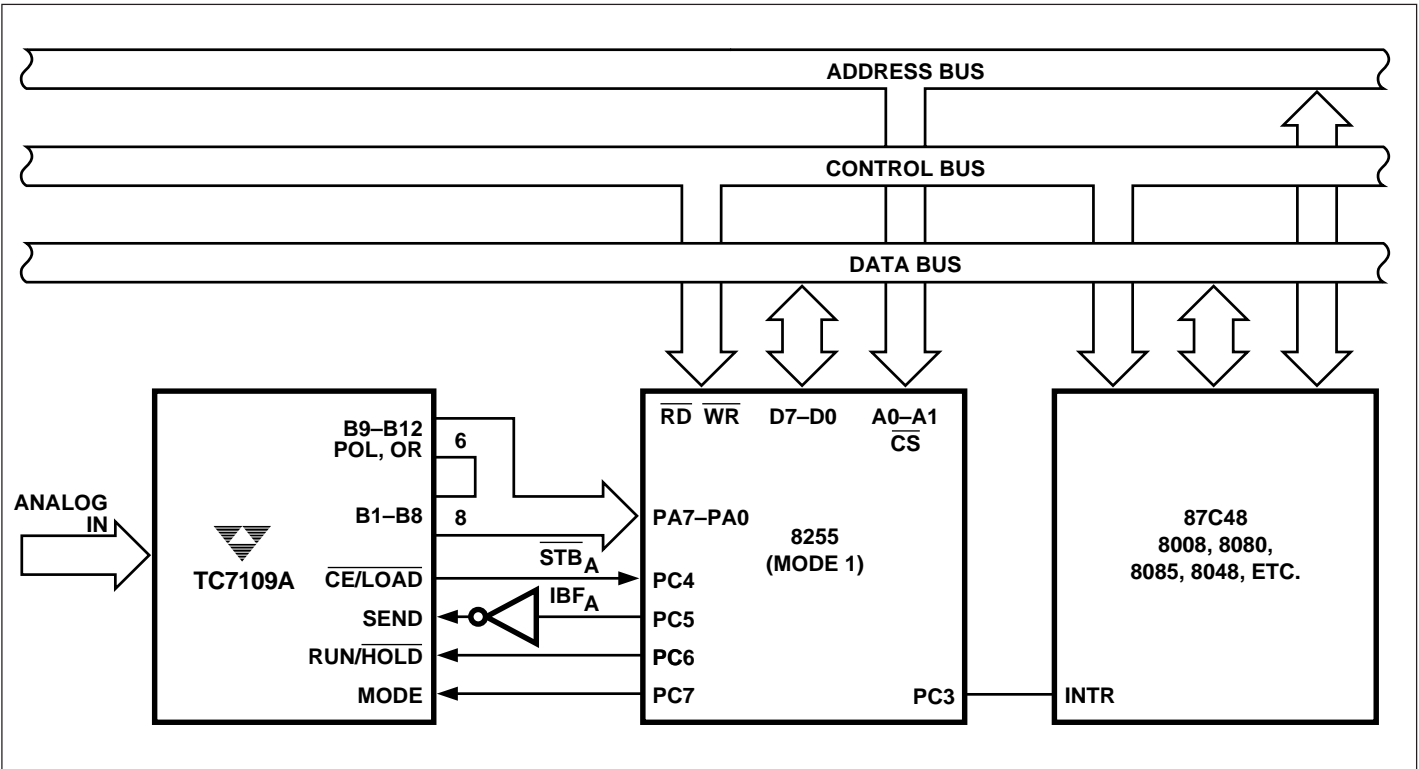 ADDRESS BUS
CONTROL BUS
DATA BUS
ANALOG
IN
TC7109A
B9–B12
POL, OR
6
B1–B8
8
CE/LOAD
SEND
RUN/HOLD
MODE
STBA
IBFA
RD WR D7–D0 A0–A1
CS
PA7–PA0
8255
(MODE 1)
PC4
PC5
PC6
PC7
PC3
87C48
8008, 8080,
8085, 8048, ETC.
INTR